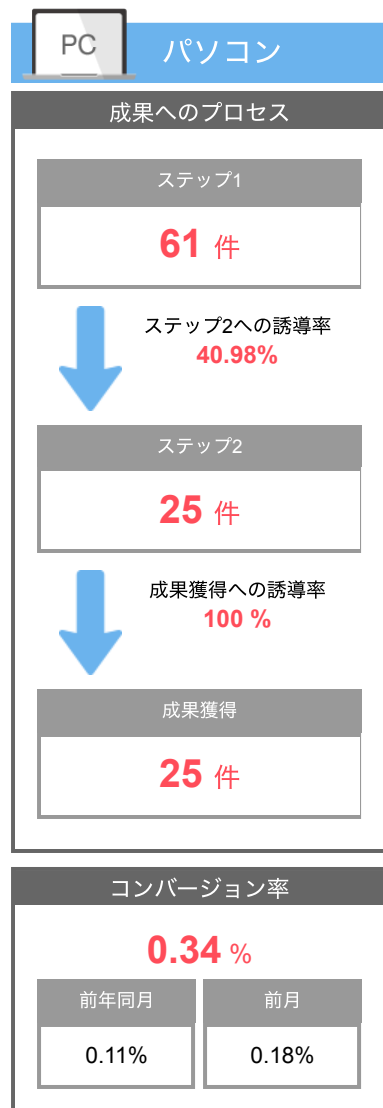 PC パソコン
成果へのプロセス
ステップ1
61 件
ステップ2への誘導率
40.98%
ステップ2
25 件
成果獲得への誘導率
100 %
成果獲得
25 件
コンバージョン率
0.34 %
前年同月 前月
0.11% 0.18%